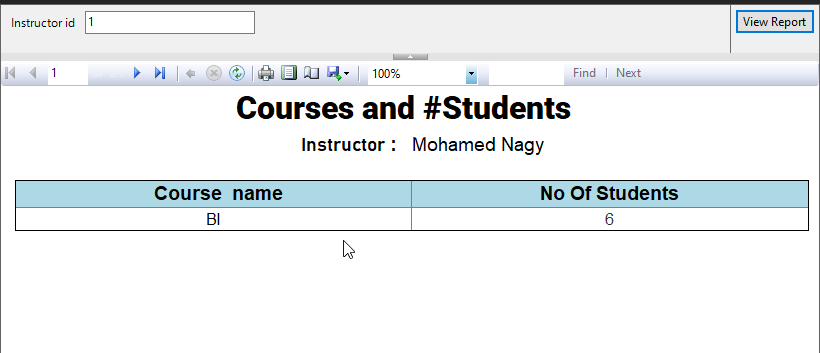 Instructor id 1 View Report
1 100% Find | Next
Courses and #Students
Instructor : Mohamed Nagy
Course name No Of Students
BI 6